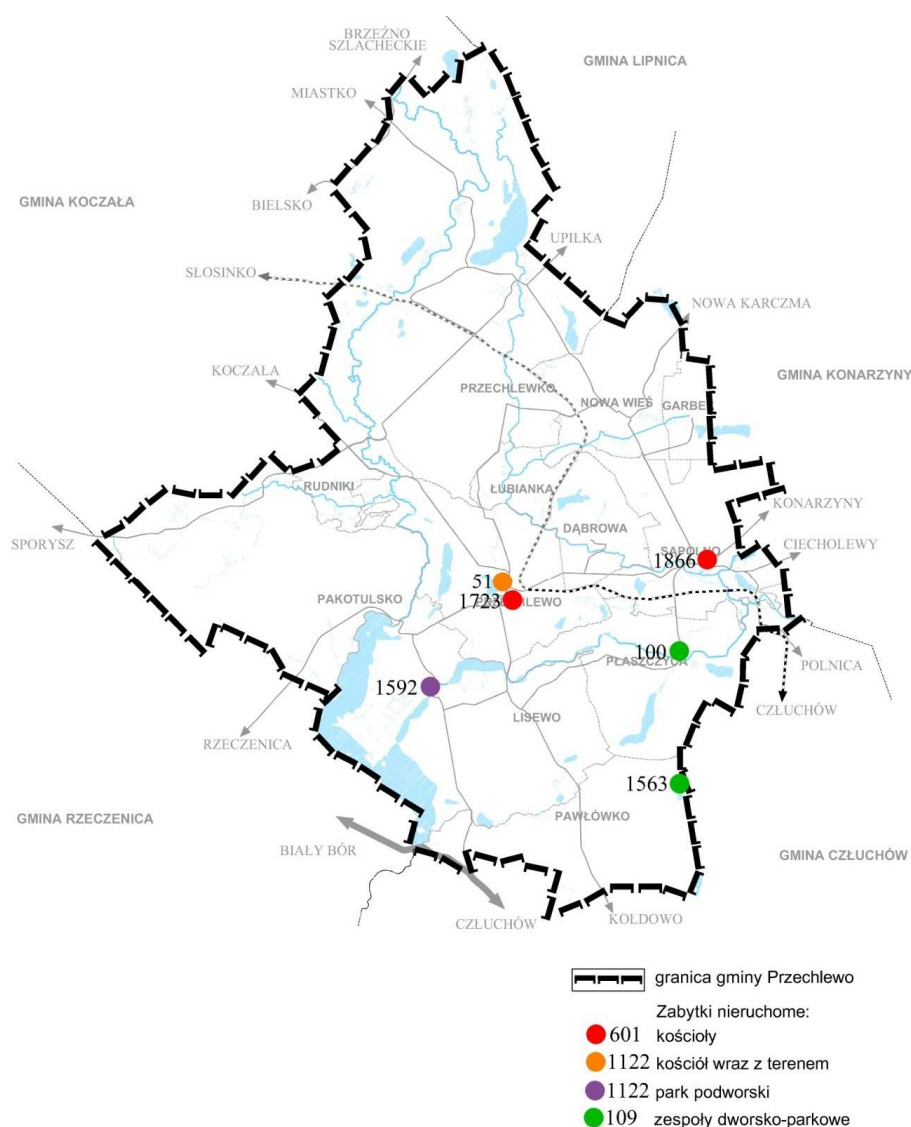 BRZEŹNO
SZLACHECKIE
GMINA LIPNICA
MIASTKO
GMINA KOCZAŁA
BIELSKO
UPIŁKA
SŁOSINKO
NOWA KARCZMA
KOCZAŁA
GMINA KONARZYNY
PRZECHLEWKO
NOWA WIEŚ
GARBEK
RUDNIKI
ŁUBIANKA
KONARZYNY
SPORYSZ
DĄBROWA
SĄPOLNO
CIECHOLEWY
1866
51
PAKOTULSKO
1723
PRZECHLEWO
100
PŁASZCZYCA
POLNICA
1592
CZŁUCHÓW
RZECZENICA
LISEWO
1563
GMINA RZECZENICA
PAWŁÓWKO
BIAŁY BÓR
GMINA CZŁUCHÓW
CZŁUCHÓW
KOŁDOWO
granica gminy Przechlewo
Zabytki nieruchome:
601 kościoły
1122 kościół wraz z terenem
1122 park podworski
109 zespoły dworsko-parkowe